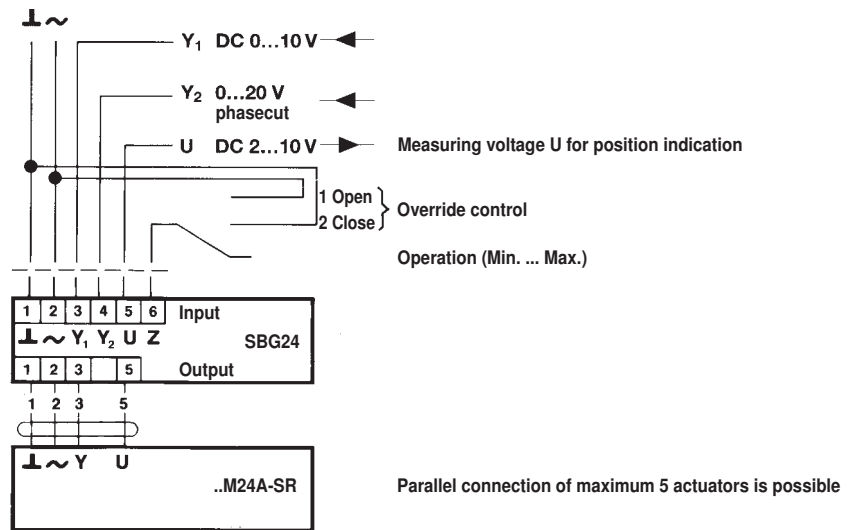 ⊥ ~
Y₁ DC 0...10 V
Y₂ 0...20 V
phasecut
U DC 2...10 V
Measuring voltage U for position indication
1 Open
2 Close
Override control
Operation (Min. ... Max.)
1 2 3 4 5 6 Input
⊥ ~ Y₁ Y₂ U Z SBG24
1 2 3 5 Output
1 2 3 5
⊥ ~ Y U
..M24A-SR
Parallel connection of maximum 5 actuators is possible